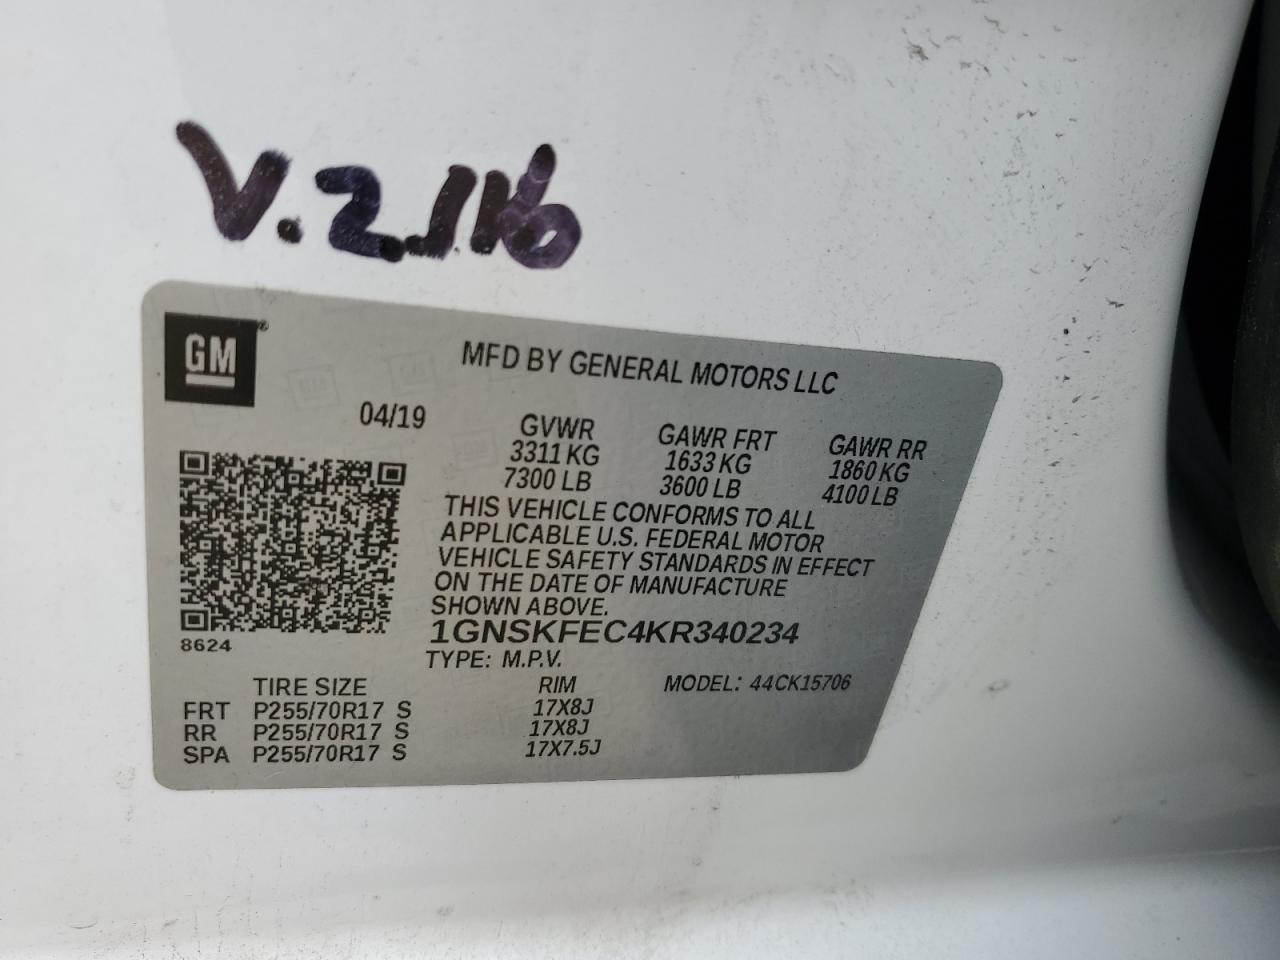 V.2116
GM
MFD BY GENERAL MOTORS LLC
04/19
GVWR GAWR FRT GAWR RR
3311 KG 1633 KG 1860 KG
7300 LB 3600 LB 4100 LB
THIS VEHICLE CONFORMS TO ALL
APPLICABLE U.S. FEDERAL MOTOR
VEHICLE SAFETY STANDARDS IN EFFECT
ON THE DATE OF MANUFACTURE
SHOWN ABOVE.
1GNSKFEC4KR340234
8624
TYPE: M.P.V.
MODEL: 44CK15706
TIRE SIZE RIM
FRT P255/70R17 S 17X8J
RR P255/70R17 S 17X8J
SPA P255/70R17 S 17X7.5J